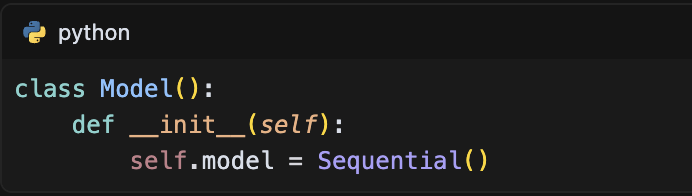 python
class Model():
    def __init__(self):
        self.model = Sequential()